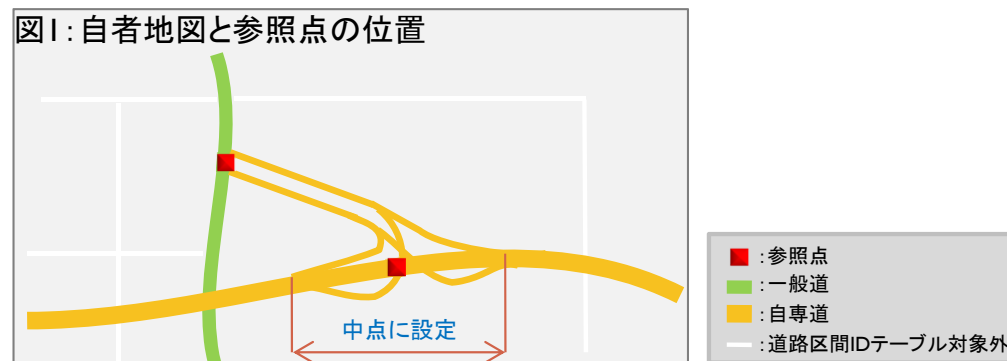 図1:自者地図と参照点の位置
中点に設定
:参照点
:一般道
:自専道
:道路区間IDテーブル対象外